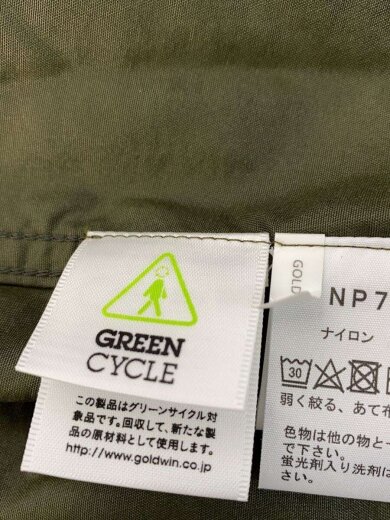 GREEN
CYCLE
この製品はグリーンサイクル対
象品です。回収して、新たな製
品の原材料として使用します。
http://www.goldwin.co.jp
GOLD
NP7
ナイロン
30
弱く絞る、あて布
色物は他の物と一
で下さい。
蛍光剤入り洗剤は
さい。